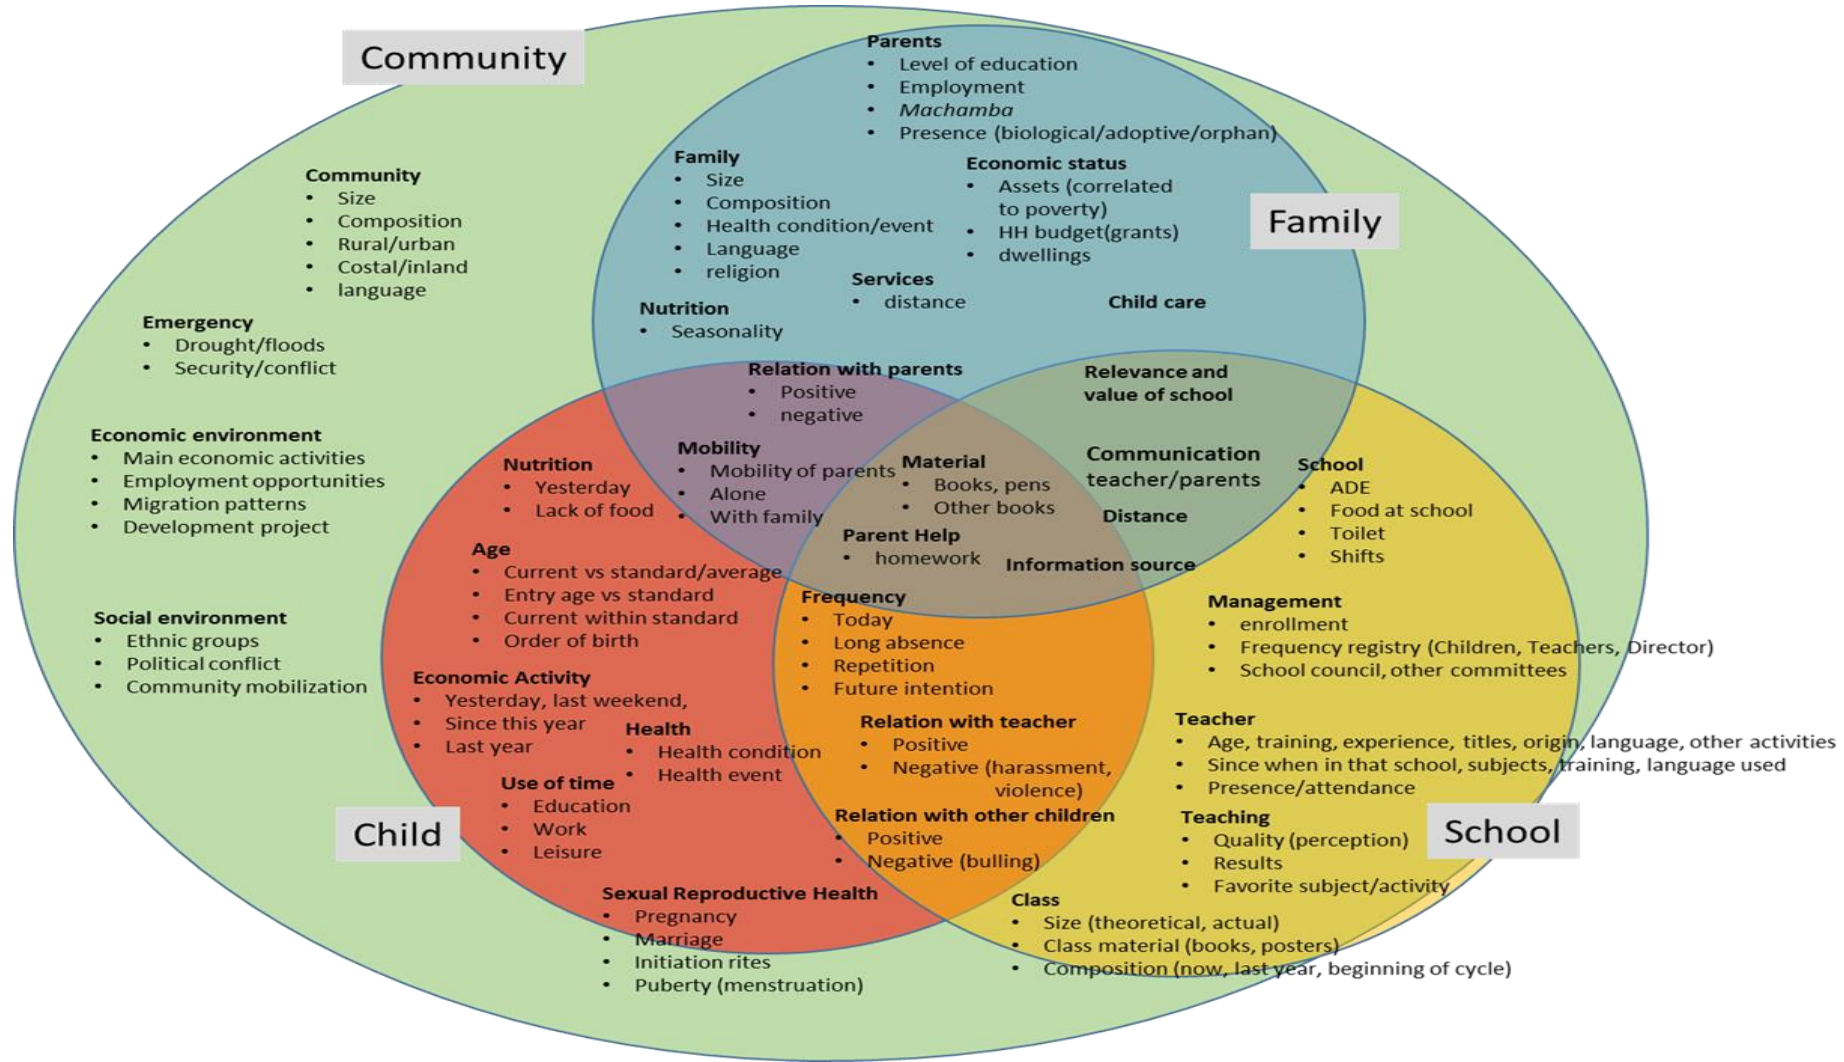 Community
Parents
• Level of education
• Employment
• Machamba
• Presence (biological/adoptive/orphan)
Family
• Size
• Composition
• Health condition/event
• Language
• religion
Economic status
• Assets (correlated
to poverty)
• HH budget(grants)
• dwellings
Family
Services
• distance
Child care
Nutrition
• Seasonality
Community
• Size
• Composition
• Rural/urban
• Costal/inland
• language
Emergency
• Drought/floods
• Security/conflict
Economic environment
• Main economic activities
• Employment opportunities
• Migration patterns
• Development project
Social environment
• Ethnic groups
• Political conflict
• Community mobilization
Relation with parents
• Positive
• negative
Mobility
• Mobility of parents
• Alone
• With family
Relevance and
value of school
Communication
teacher/parents
Distance
Information source
Material
• Books, pens
• Other books
Parent Help
• homework
Nutrition
• Yesterday
• Lack of food
Age
• Current vs standard/average
• Entry age vs standard
• Current within standard
• Order of birth
Economic Activity
• Yesterday, last weekend,
• Since this year
• Last year
Health
• Health condition
• Health event
Use of time
• Education
• Work
• Leisure
Child
Sexual Reproductive Health
• Pregnancy
• Marriage
• Initiation rites
• Puberty (menstruation)
Frequency
• Today
• Long absence
• Repetition
• Future intention
Relation with teacher
• Positive
• Negative (harassment,
violence)
Relation with other children
• Positive
• Negative (bulling)
School
• ADE
• Food at school
• Toilet
• Shifts
Management
• enrollment
• Frequency registry (Children, Teachers, Director)
• School council, other committees
Teacher
• Age, training, experience, titles, origin, language, other activities
• Since when in that school, subjects, training, language used
• Presence/attendance
Teaching
• Quality (perception)
• Results
• Favorite subject/activity
School
Class
• Size (theoretical, actual)
• Class material (books, posters)
• Composition (now, last year, beginning of cycle)